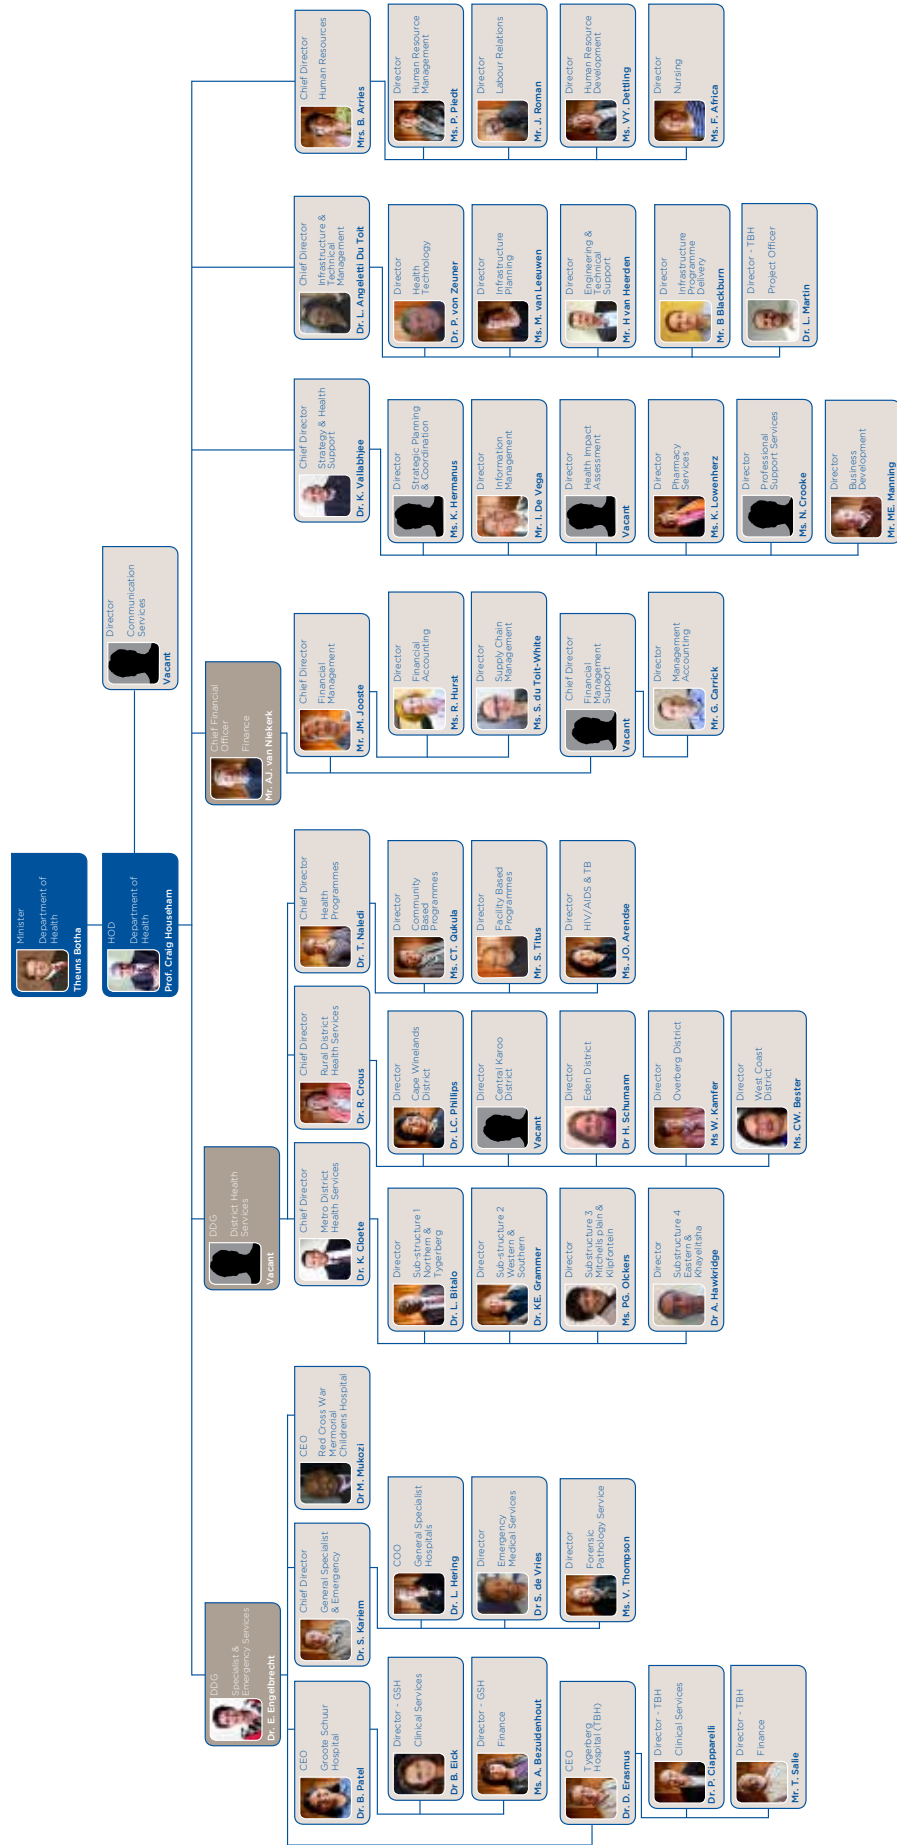 Minister
Department of
Health
Theuns Botha
HOD
Department of
Health
Prof. Craig Househam
Director
Communication
Services
Vacant
DDG
Specialist &
Emergency Services
Dr. E. Engelbrecht
DDG
District Health
Services
Vacant
Chief Financial
Officer
Finance
Mr. AJ. van Niekerk
CEO
Groote Schuur
Hospital
Dr. B. Patel
Director - GSH
Clinical Services
Dr B. Eick
Director - GSH
Finance
Ms. A. Bezuidenhout
CEO
Tygerberg
Hospital (TBH)
Dr. D. Erasmus
Director - TBH
Clinical Services
Dr. P. Ciapparelli
Director - TBH
Finance
Mr. T. Salie
Chief Director
General Specialist
& Emergency
Dr. S. Kariem
COO
General Specialist
Hospitals
Dr. L. Hering
Director
Emergency
Medical Services
Dr S. de Vries
Director
Forensic
Pathology Service
Ms. V. Thompson
CEO
Red Cross War
Mermorial
Childrens Hospital
Dr M. Mukozi
Chief Director
Metro District
Health Services
Dr. K. Cloete
Director
Sub-structure 1
Northern &
Tygerberg
Dr. L. Bitalo
Director
Sub-structure 2
Western &
Southern
Dr. KE. Grammer
Director
Substructure 3
Mitchells plain &
Klipfontein
Ms. PG. Olckers
Director
Substructure 4
Eastern &
Khayelitsha
Dr A. Hawkridge
Chief Director
Rural District
Health Services
Dr. R. Crous
Director
Cape Winelands
District
Dr. LC. Phillips
Director
Central Karoo
District
Vacant
Director
Eden District
Dr H. Schumann
Director
Overberg District
Ms W. Kamfer
Director
West Coast
District
Ms. CW. Bester
Chief Director
Health
Programmes
Dr. T. Naledi
Director
Community
Based
Programmes
Ms. CT. Qukula
Director
Facility Based
Programmes
Mr. S. Titus
Director
HIV/AIDS & TB
Ms. JO. Arendse
Chief Director
Financial
Management
Mr. JM. Jooste
Director
Financial
Accounting
Ms. R. Hurst
Director
Supply Chain
Management
Ms. S. du Toit-White
Chief Director
Financial
Management
Support
Vacant
Director
Management
Accounting
Mr. G. Carrick
Chief Director
Strategy & Health
Support
Dr. K. Vallabhjee
Director
Strategic Planning
& Coordination
Ms. K. Hermanus
Director
Information
Management
Mr. I. De Vega
Director
Health Impact
Assessment
Vacant
Director
Pharmacy
Services
Ms. K. Lowenherz
Director
Professional
Support Services
Ms. N. Crooke
Director
Business
Development
Mr. ME. Manning
Chief Director
Infrastructure &
Technical
Management
Dr. L. Angeletti Du Toit
Director
Health
Technology
Dr. P. von Zeuner
Director
Infrastructure
Planning
Ms. M. van Leeuwen
Director
Engineering &
Technical
Support
Mr. H van Heerden
Director
Infrastructure
Programme
Delivery
Mr. B Blackburn
Director - TBH
Project Officer
Dr. L. Martin
Chief Director
Human Resources
Mrs. B. Arries
Director
Human Resource
Management
Ms. P. Piedt
Director
Labour Relations
Mr. J. Roman
Director
Human Resource
Development
Ms. VY. Dettling
Director
Nursing
Ms. F. Africa